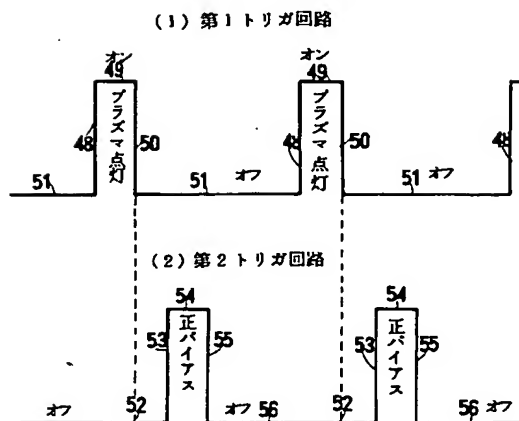 (1) 第1トリガ回路
オン オン
49 49
プラズマ点灯 プラズマ点灯
48 50 48 50 48
51 51 オフ 51 オフ
(2) 第2トリガ回路
54 54
正バイアス 正バイアス
53 55 53 55
オフ 52 オフ 56 52 オフ 56